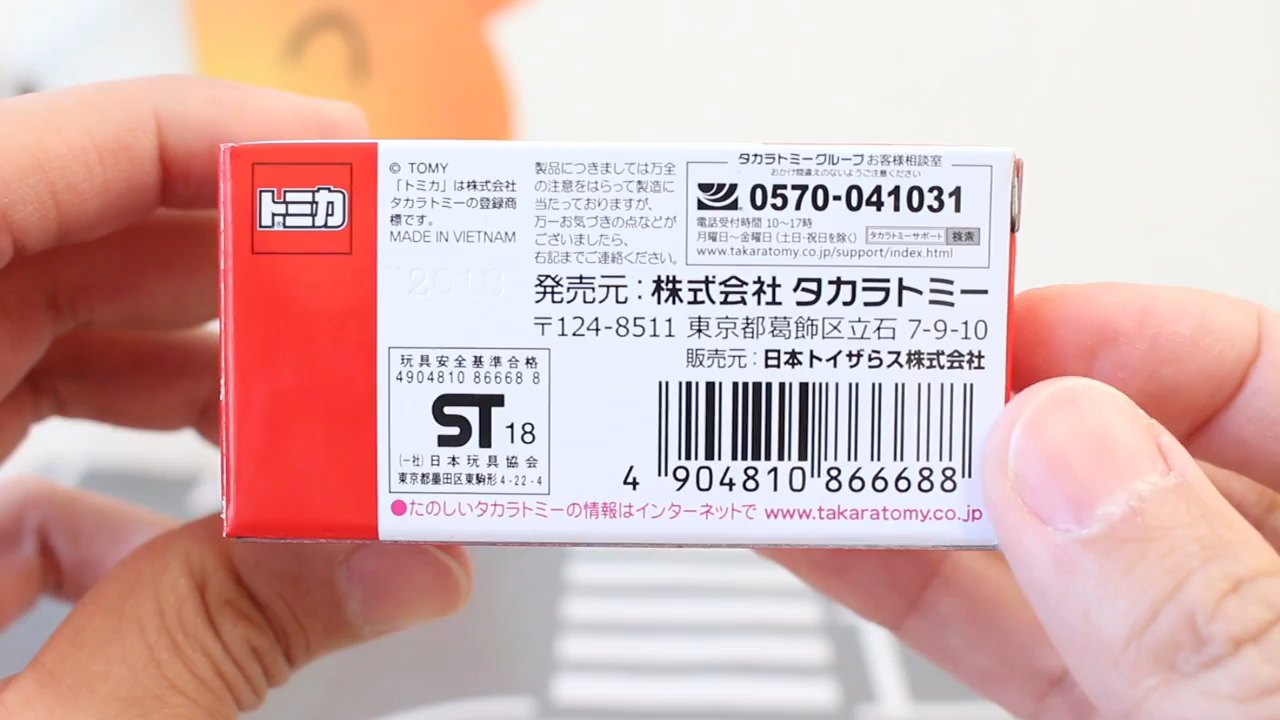 トミカ
© TOMY
「トミカ」は株式会社
タカラトミーの登録商
標です。
MADE IN VIETNAM
製品につきましては万全
の注意をはらって製造に
当たっておりますが、
万一お気づきの点などが
ございましたら、
右記までご連絡ください。
タカラトミーグループ お客様相談室
おかけ間違えのないようご注意ください
0570-041031
電話受付時間 10〜17時
月曜日〜金曜日 (土日・祝日を除く) タカラトミーサポート 検索
www.takaratomy.co.jp/support/index.html
発売元:株式会社 タカラトミー
〒124-8511 東京都葛飾区立石 7-9-10
販売元:日本トイザらス株式会社
玩具安全基準合格
4904810 86668 8
ST 18
(一社)日本玩具協会
東京都墨田区東駒形4-22-4
4 904810 866688
●たのしいタカラトミーの情報はインターネットで www.takaratomy.co.jp